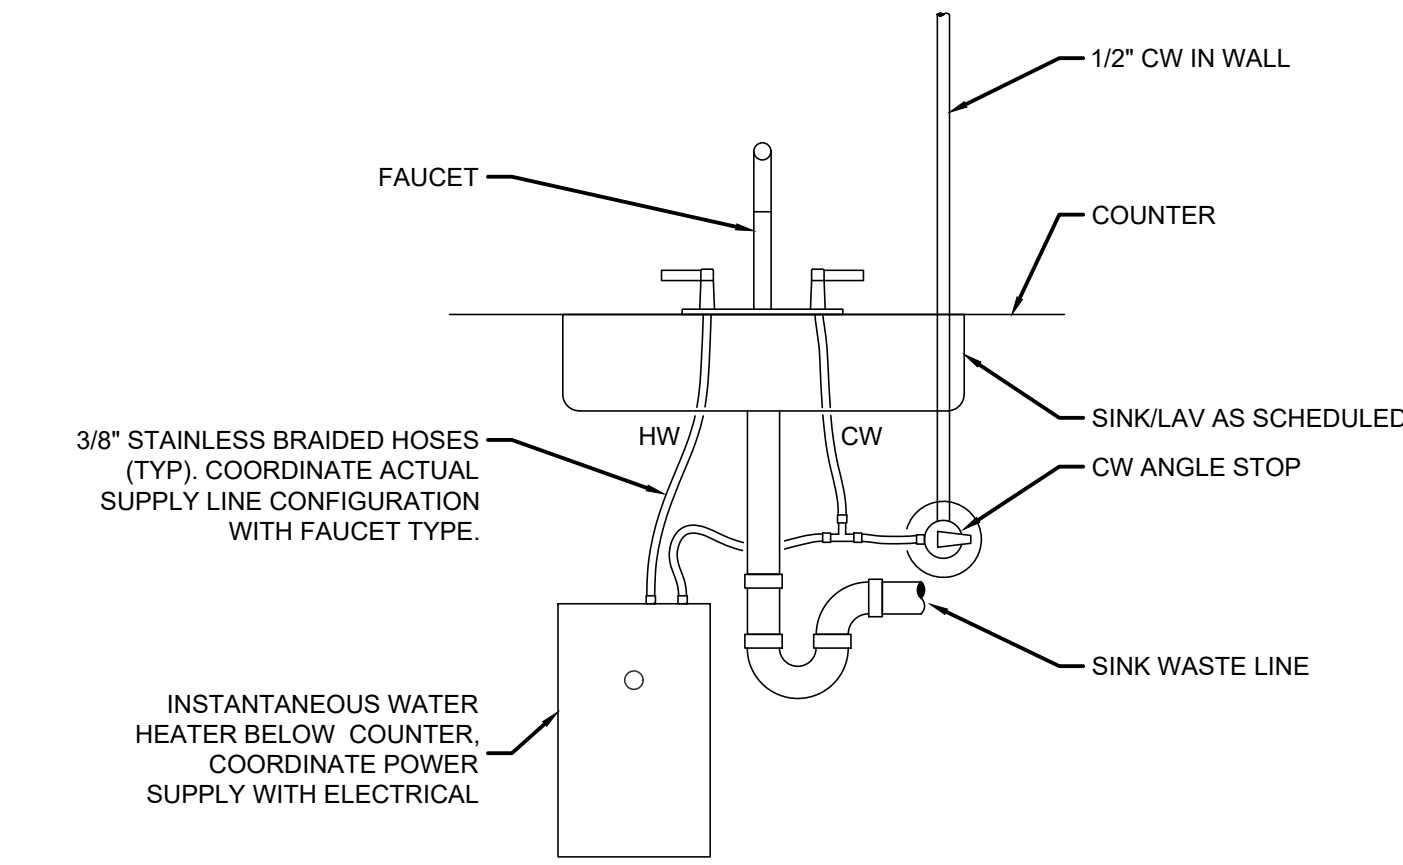 1/2" CW IN WALL
FAUCET
COUNTER
SINK/LAV AS SCHEDULED
HW
CW
3/8" STAINLESS BRAIDED HOSES
(TYP). COORDINATE ACTUAL
SUPPLY LINE CONFIGURATION
WITH FAUCET TYPE.
CW ANGLE STOP
SINK WASTE LINE
INSTANTANEOUS WATER
HEATER BELOW COUNTER,
COORDINATE POWER
SUPPLY WITH ELECTRICAL